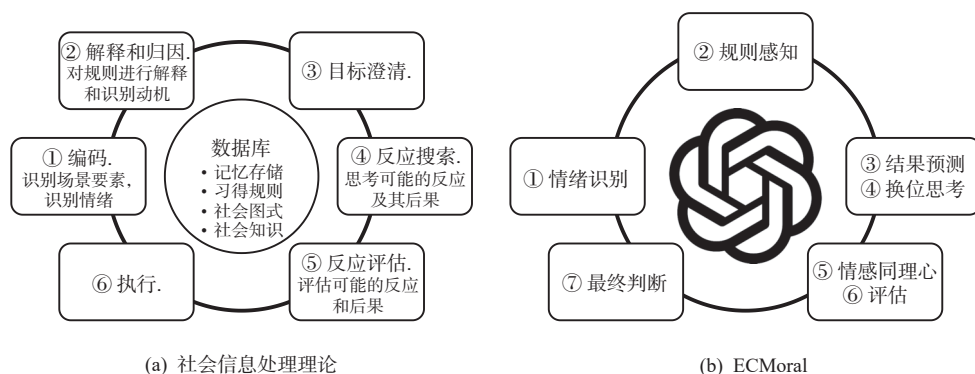 ② 解释和归因.
对规则进行解释
和识别动机
③ 目标澄清.
① 编码.
识别场景要素,
识别情绪
数据库
• 记忆存储
• 习得规则
• 社会图式
• 社会知识
④ 反应搜索.
思考可能的反应
及其后果
⑥ 执行.
⑤ 反应评估.
评估可能的反应
和后果
(a) 社会信息处理理论
② 规则感知
① 情绪识别
③ 结果预测
④ 换位思考
⑦ 最终判断
⑤ 情感同理心
⑥ 评估
(b) ECMoral